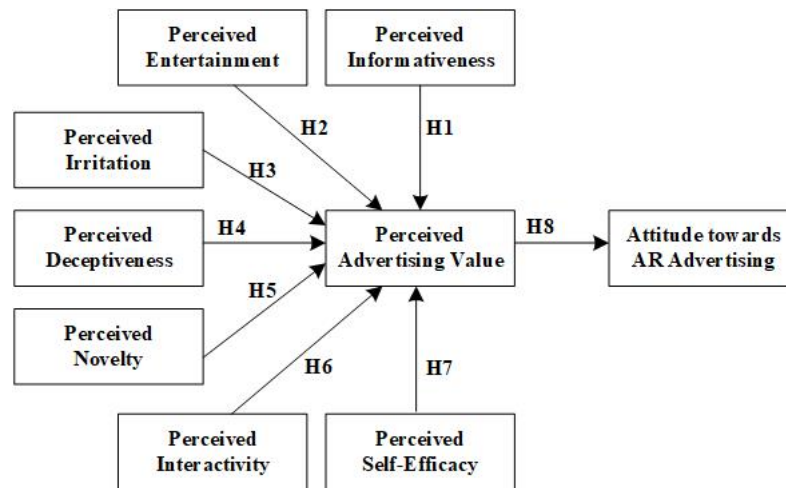 Perceived
Entertainment
Perceived
Informativeness
H2
H1
Perceived
Irritation
H3
Perceived
Deceptiveness
H4
Perceived
Advertising Value
H8
Attitude towards
AR Advertising
H5
Perceived
Novelty
H6
H7
Perceived
Interactivity
Perceived
Self-Efficacy